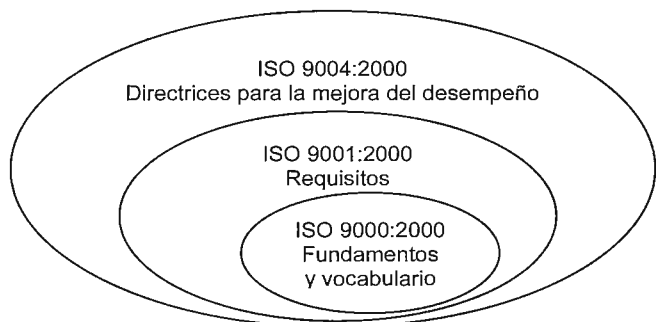 ISO 9004:2000
Directrices para la mejora del desempeño
ISO 9001:2000
Requisitos
ISO 9000:2000
Fundamentos
y vocabulario